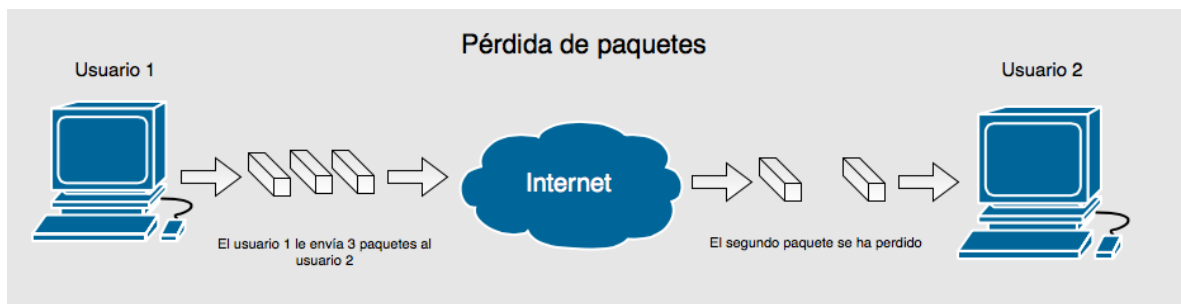 Pérdida de paquetes
Usuario 1
Usuario 2
Internet
El usuario 1 le envía 3 paquetes al
usuario 2
El segundo paquete se ha perdido